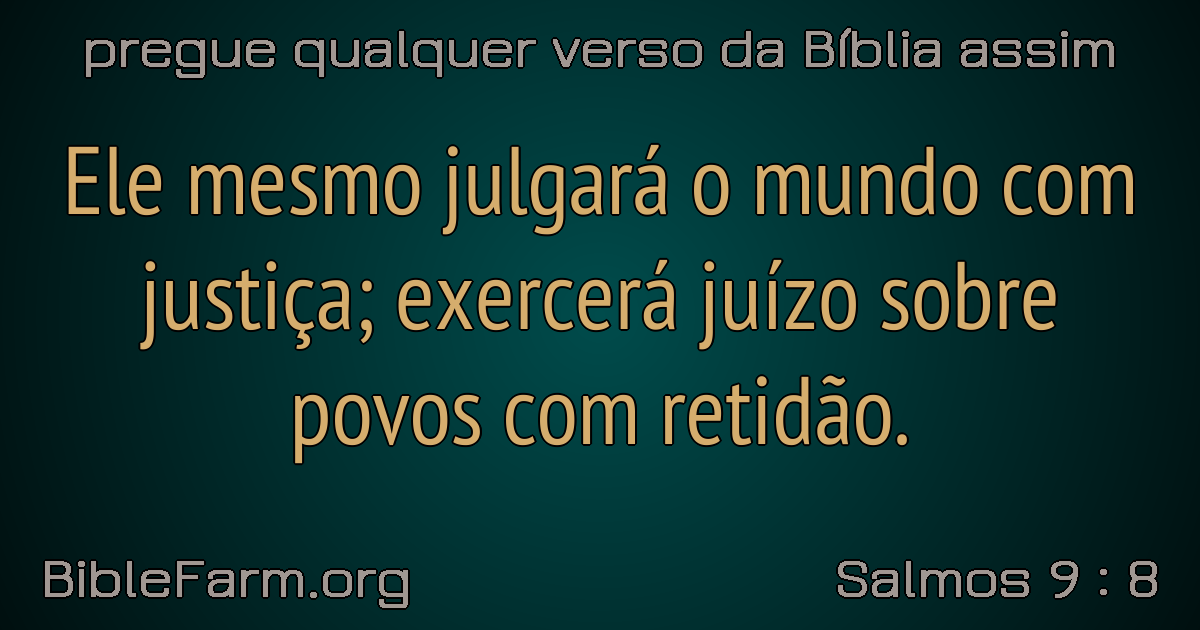 pregue qualquer verso da Bíblia assim
Ele mesmo julgará o mundo com
justiça; exercerá juízo sobre
povos com retidão.
BibleFarm.org
Salmos 9 : 8